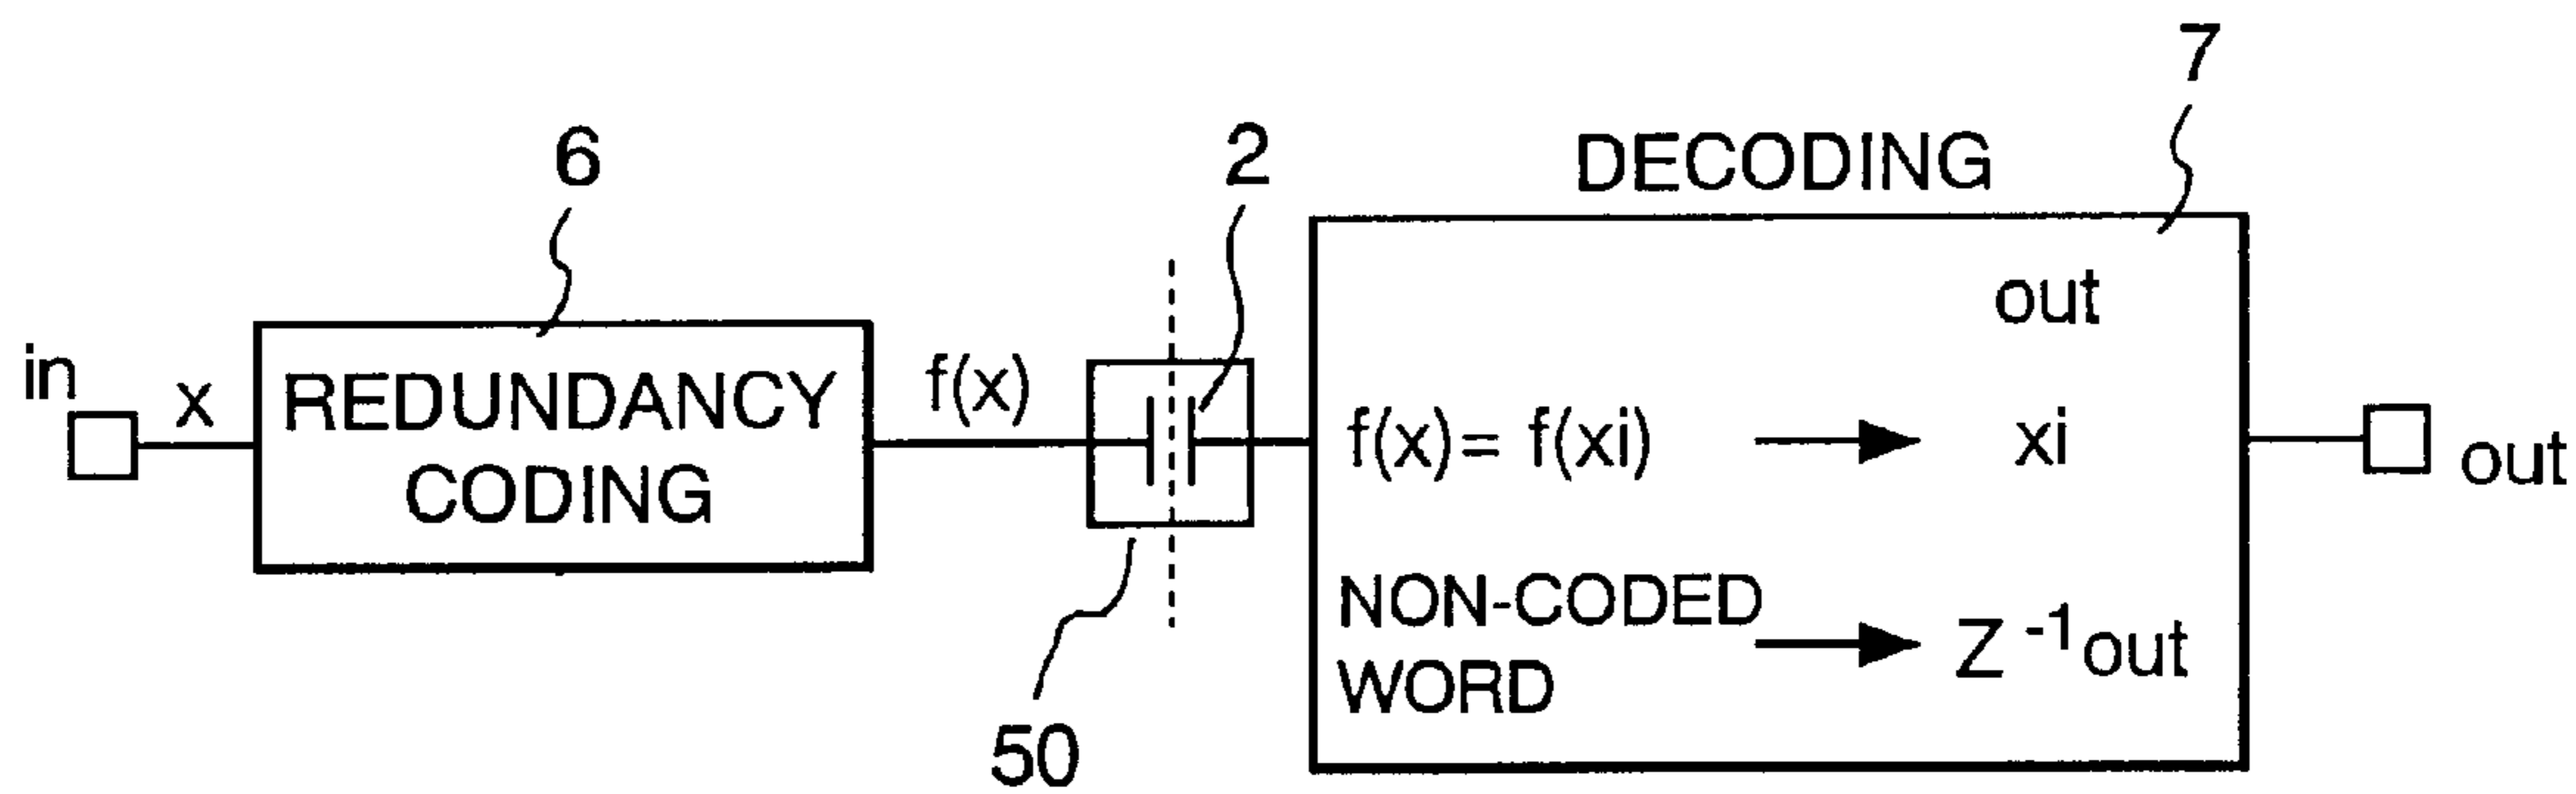 6
2
7
DECODING
in
x
REDUNDANCY
CODING
f(x)
out
f(x) = f(xi)
xi
NON-CODED
WORD
Z⁻¹out
out
50